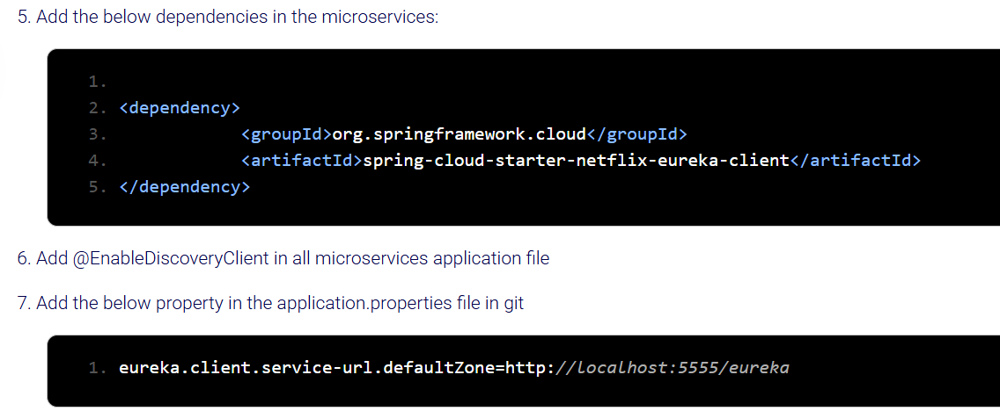 5. Add the below dependencies in the microservices:
1.
2. <dependency>
3. <groupId>org.springframework.cloud</groupId>
4. <artifactId>spring-cloud-starter-netflix-eureka-client</artifactId>
5. </dependency>
6. Add @EnableDiscoveryClient in all microservices application file
7. Add the below property in the application.properties file in git
1. eureka.client.service-url.defaultZone=http://localhost:5555/eureka